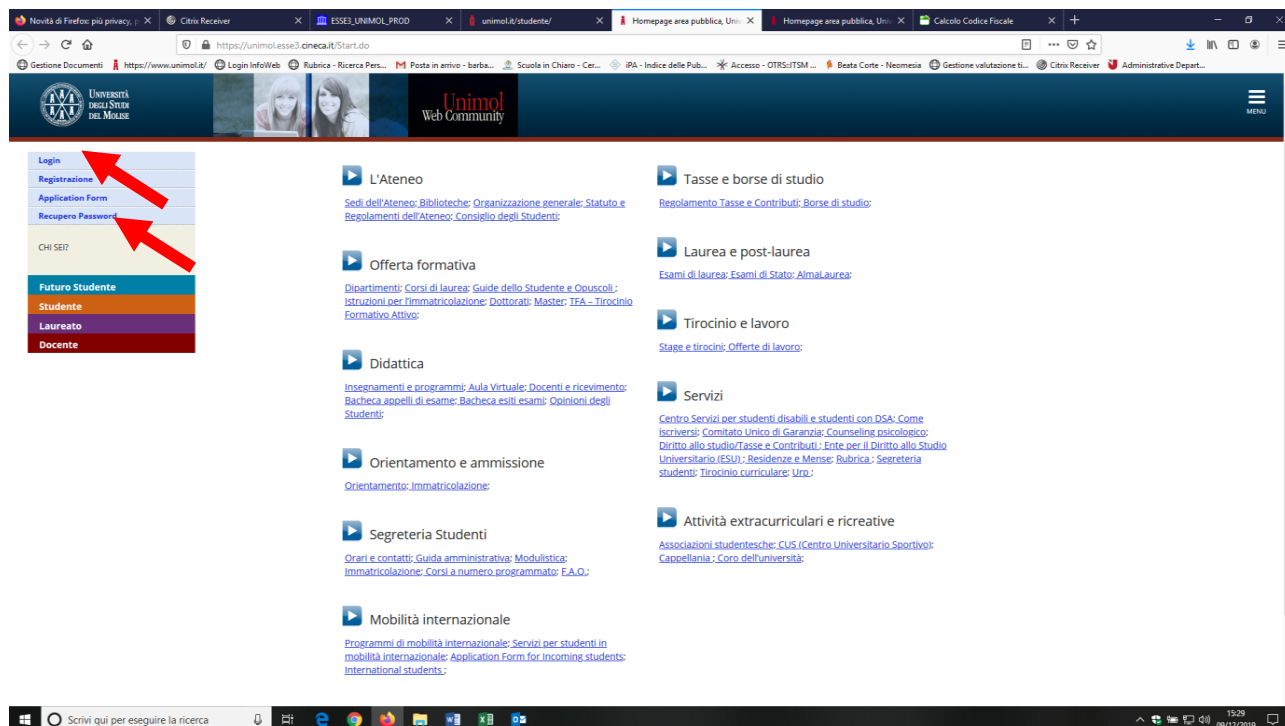 Novità di Firefox: più privacy, p
Citrix Receiver
ESSE3_UNIMOL_PROD
unimol.it/studente/
Homepage area pubblica, Univ
Homepage area pubblica, Univ
Calcolo Codice Fiscale
https://unimol.esse3.cineca.it/Start.do
Gestione Documenti
https://www.unimol.it/
Login InfoWeb
Rubrica - Ricerca Pers...
Posta in arrivo - barba...
Scuola in Chiaro - Cer...
iPA - Indice delle Pub...
Accesso - OTRS::ITSM ...
Beata Corte - Neomesia
Gestione valutazione ti...
Citrix Receiver
Administrative Depart...
UNIVERSITÀ
DEGLI STUDI
DEL MOLISE
Unimol
Web Community
MENU
Login
Registrazione
Application Form
Recupero Password
CHI SEI?
Futuro Studente
Studente
Laureato
Docente
L'Ateneo
Sedi dell'Ateneo; Biblioteche; Organizzazione generale; Statuto e
Regolamenti dell'Ateneo; Consiglio degli Studenti;
Offerta formativa
Dipartimenti; Corsi di laurea; Guide dello Studente e Opuscoli ;
Istruzioni per l'immatricolazione; Dottorati; Master; TFA – Tirocinio
Formativo Attivo;
Didattica
Insegnamenti e programmi; Aula Virtuale; Docenti e ricevimento;
Bacheca appelli di esame; Bacheca esiti esami; Opinioni degli
Studenti;
Orientamento e ammissione
Orientamento; Immatricolazione;
Segreteria Studenti
Orari e contatti; Guida amministrativa; Modulistica;
Immatricolazione; Corsi a numero programmato; F.A.Q.;
Mobilità internazionale
Programmi di mobilità internazionale; Servizi per studenti in
mobilità internazionale; Application Form for Incoming students;
International students ;
Tasse e borse di studio
Regolamento Tasse e Contributi; Borse di studio;
Laurea e post-laurea
Esami di laurea; Esami di Stato; AlmaLaurea;
Tirocinio e lavoro
Stage e tirocini; Offerte di lavoro;
Servizi
Centro Servizi per studenti disabili e studenti con DSA; Come
iscriversi; Comitato Unico di Garanzia; Counseling psicologico;
Diritto allo studio/Tasse e Contributi ; Ente per il Diritto allo Studio
Universitario (ESU) ; Residenze e Mense; Rubrica ; Segreteria
studenti; Tirocinio curriculare; Urp ;
Attività extracurriculari e ricreative
Associazioni studentesche; CUS (Centro Universitario Sportivo);
Cappellania ; Coro dell'università;
Scrivi qui per eseguire la ricerca
15:29
09/12/2019